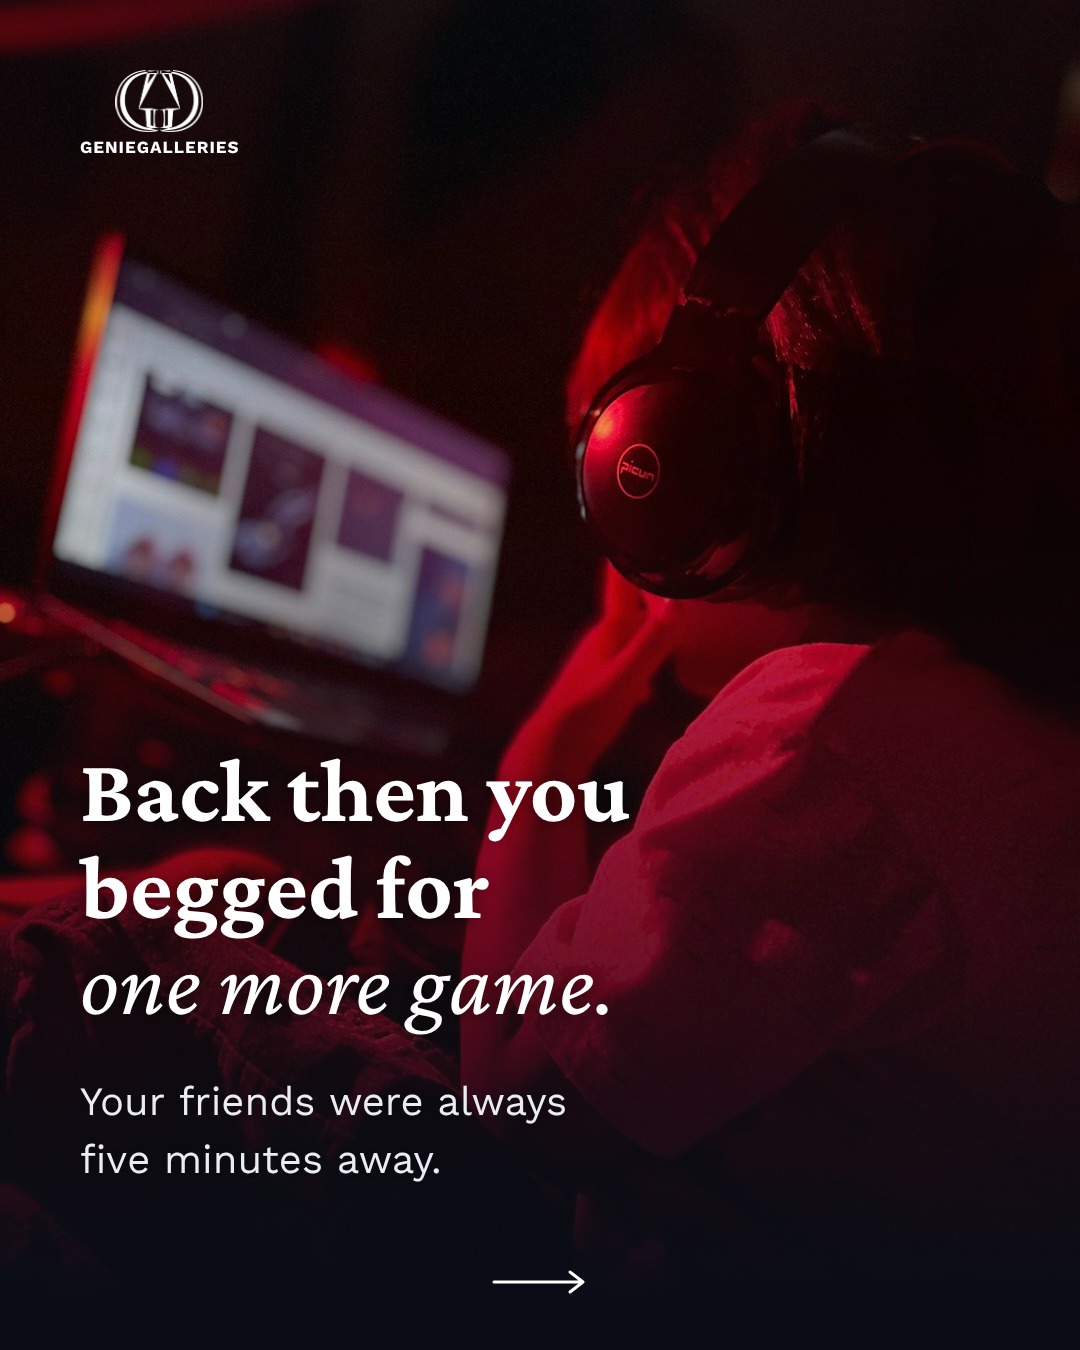 GENIEGALLERIES
picun
Back then you
begged for
one more game.
Your friends were always
five minutes away.